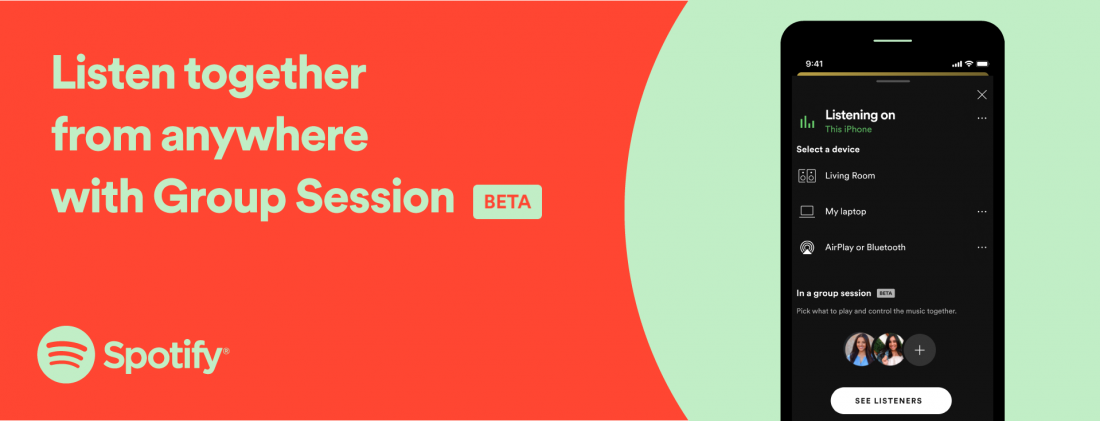 Listen together
from anywhere
with Group Session BETA
Spotify®
9:41
Listening on
This iPhone
Select a device
Living Room
My laptop
AirPlay or Bluetooth
In a group session BETA
Pick what to play and control the music together.
SEE LISTENERS